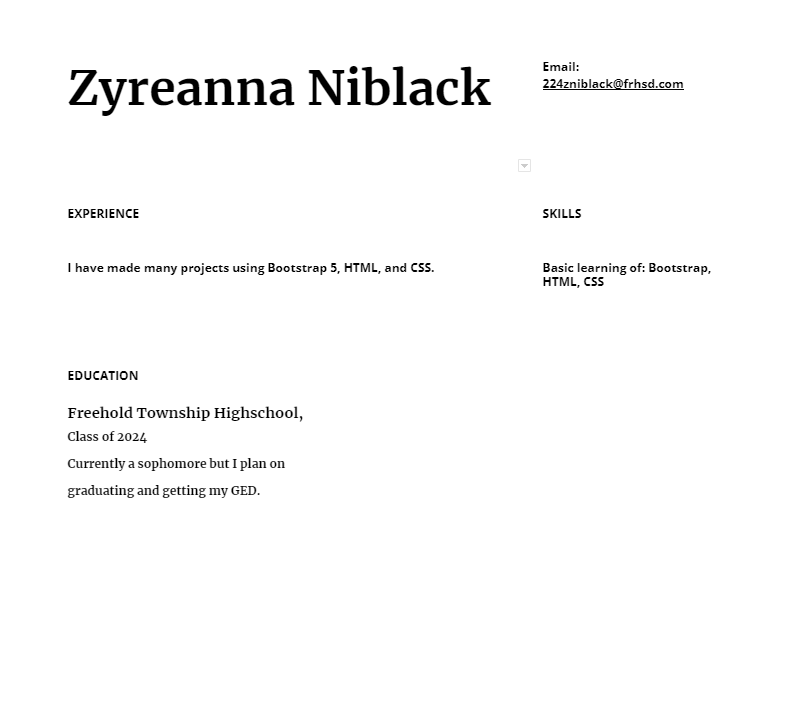 Zyreanna Niblack
Email:
224zniblack@frhsd.com
EXPERIENCE
I have made many projects using Bootstrap 5, HTML, and CSS.
SKILLS
Basic learning of: Bootstrap,
HTML, CSS
EDUCATION
Freehold Township Highschool,
Class of 2024
Currently a sophomore but I plan on
graduating and getting my GED.